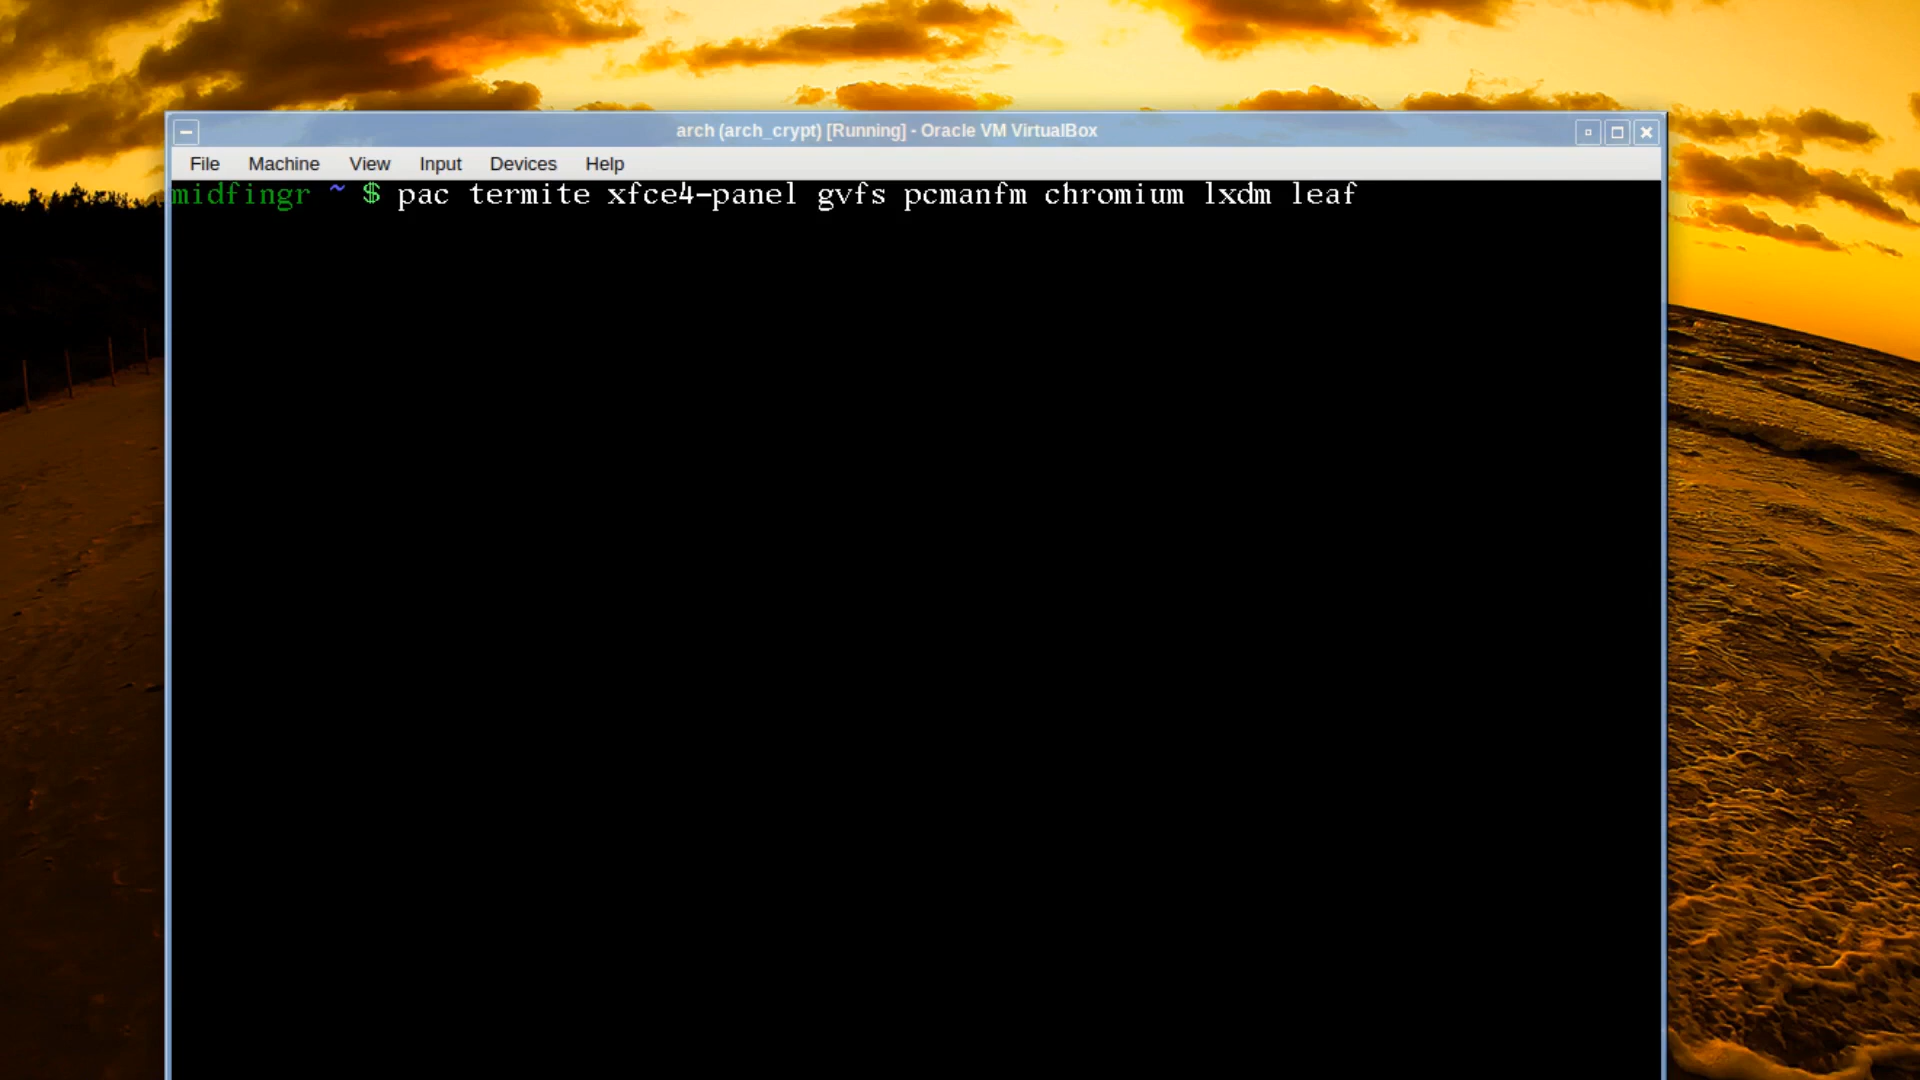 arch (arch_crypt) [Running] - Oracle VM VirtualBox
File Machine View Input Devices Help
midfingr ~ $ pac termite xfce4-panel gvfs pcmanfm chromium lxdm leaf